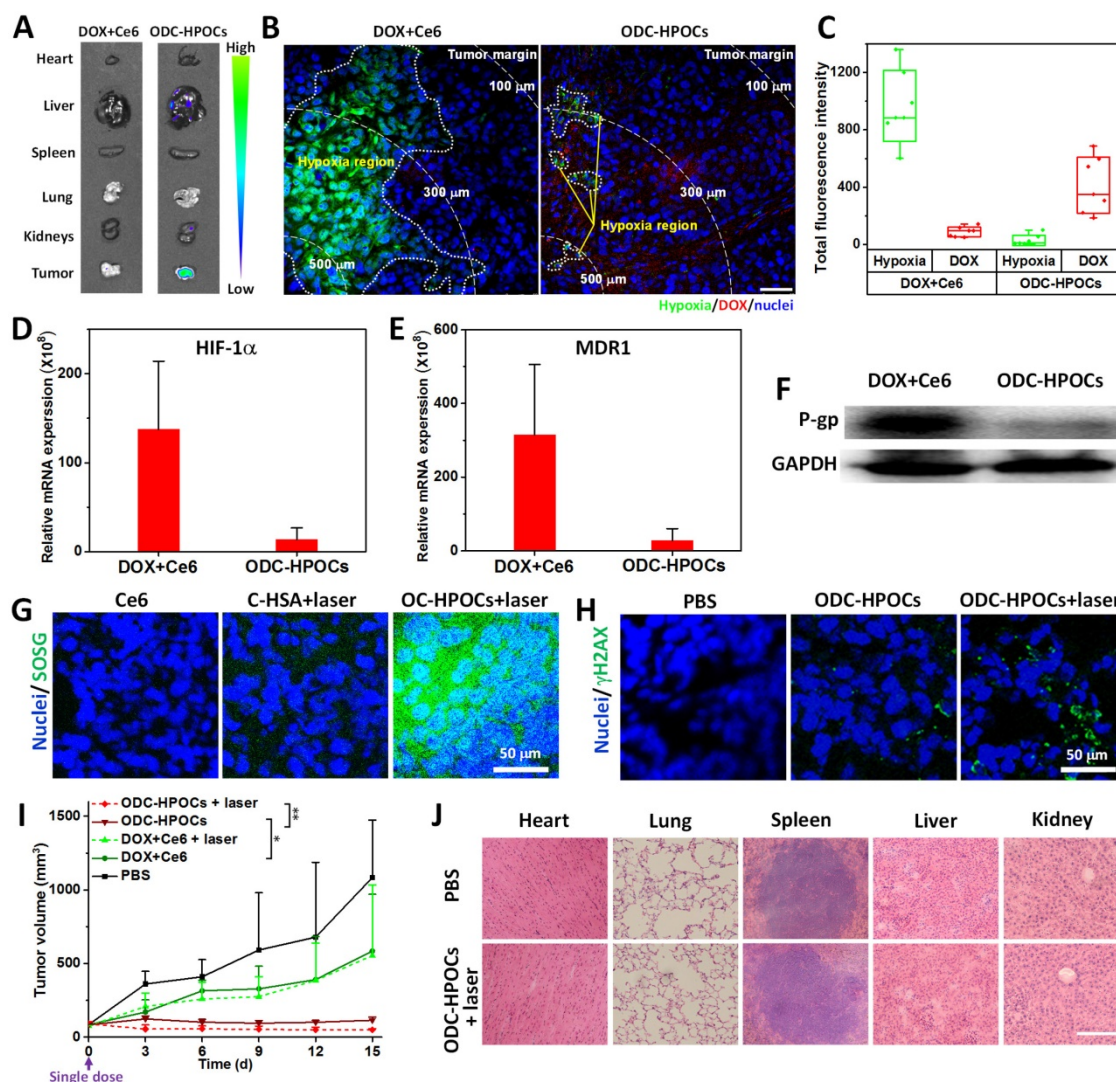 A
DOX+Ce6 ODC-HPOCs
High
Heart
Liver
Spleen
Lung
Kidneys
Tumor
Low
B
DOX+Ce6 ODC-HPOCs
Tumor margin
100 μm
Hypoxia region
300 μm
500 μm
Tumor margin
100 μm
300 μm
Hypoxia region
500 μm
Hypoxia/DOX/nuclei
C
Total fluorescence intensity
1200
800
400
0
Hypoxia DOX Hypoxia DOX
DOX+Ce6 ODC-HPOCs
D
HIF-1α
Relative mRNA experssion (X10⁸)
200
100
0
DOX+Ce6 ODC-HPOCs
E
MDR1
Relative mRNA experssion (X10⁸)
600
400
200
0
DOX+Ce6 ODC-HPOCs
F
DOX+Ce6 ODC-HPOCs
P-gp
GAPDH
G
Ce6 C-HSA+laser OC-HPOCs+laser
Nuclei/SOSG
50 μm
H
PBS ODC-HPOCs ODC-HPOCs+laser
Nuclei/γH2AX
50 μm
I
ODC-HPOCs + laser
ODC-HPOCs
DOX+Ce6 + laser
DOX+Ce6
PBS
*
**
Tumor volume (mm³)
1500
1000
500
0
0 3 6 9 12 15
Time (d)
Single dose
J
Heart Lung Spleen Liver Kidney
PBS
ODC-HPOCs
+ laser